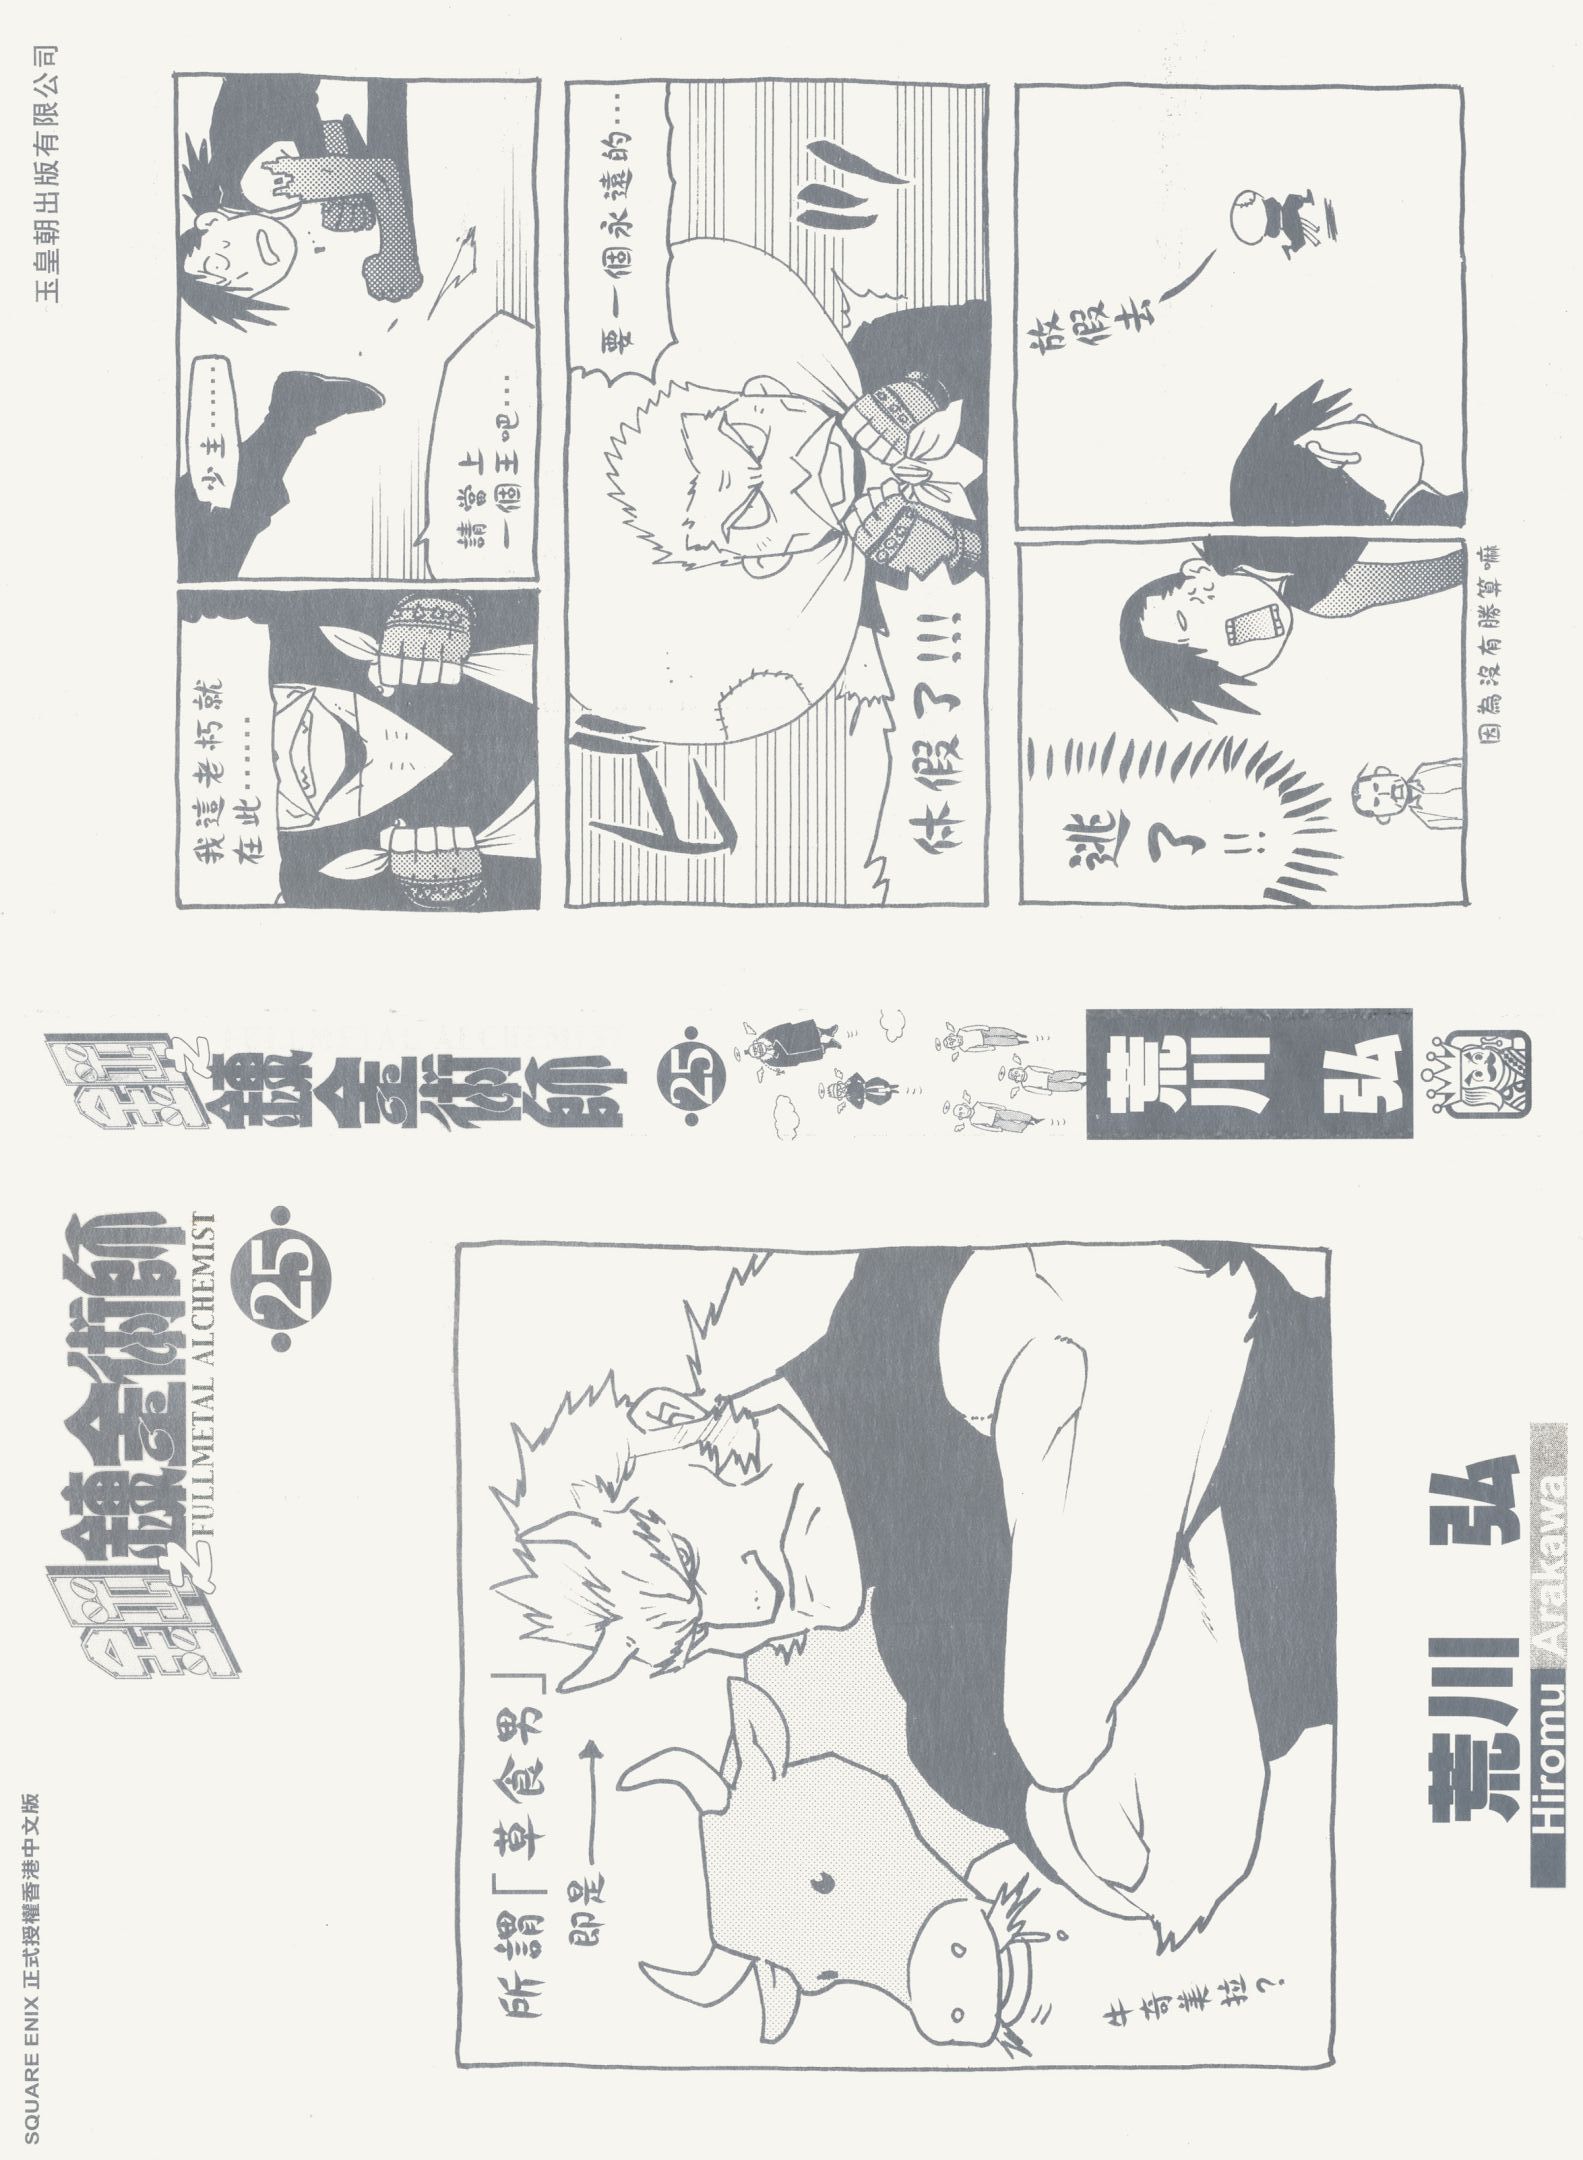 玉皇朝出版有限公司
少主……
請當上
一個王吧…
我這老朽就
在此……
要一個永遠的…
休假了!!!
放假去
逃
了!!
因為沒有勝算嘛
鋼之鍊金術師
25
荒川 弘
鋼之鍊金術師
FULLMETAL ALCHEMIST
25
所謂「草食男」
即是
牛奇美拉?
荒川 弘
Hiromu Arakawa
SQUARE ENIX 正式授權香港中文版